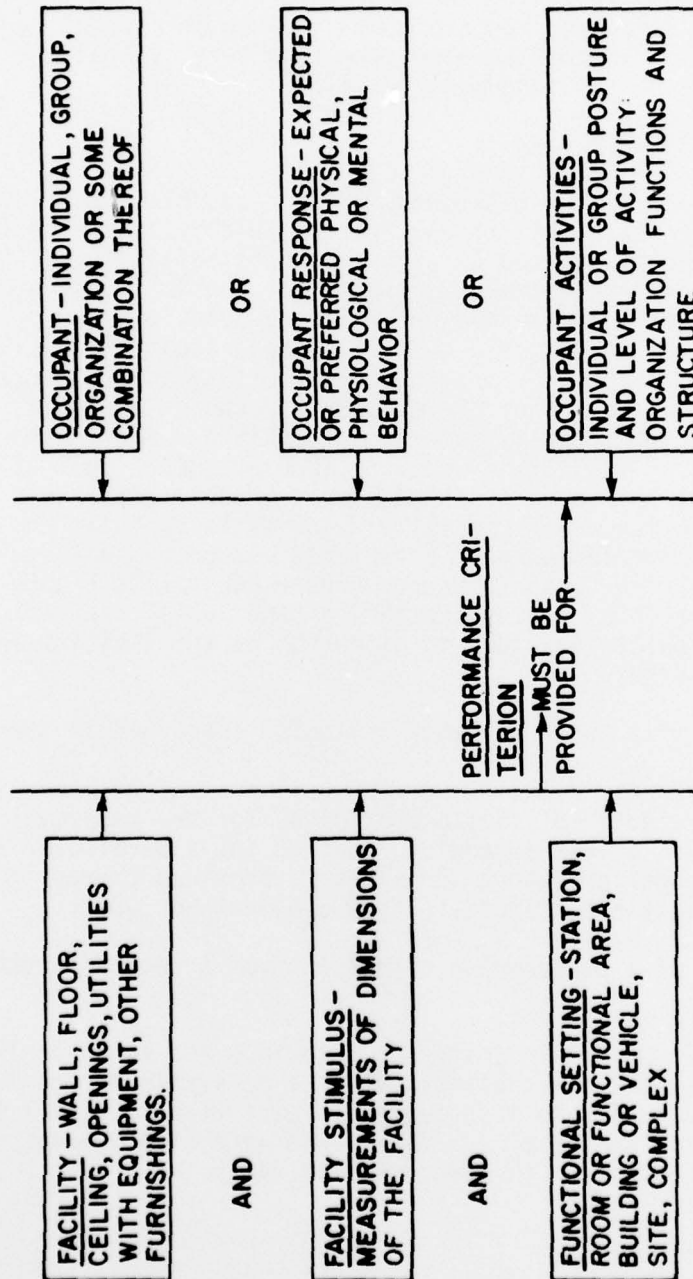 FACILITY - WALL, FLOOR,
CEILING, OPENINGS, UTILITIES
WITH EQUIPMENT, OTHER
FURNISHINGS.
AND
FACILITY STIMULUS-
MEASUREMENTS OF DIMENSIONS
OF THE FACILITY
AND
FUNCTIONAL SETTING - STATION,
ROOM OR FUNCTIONAL AREA,
BUILDING OR VEHICLE,
SITE, COMPLEX
PERFORMANCE CRI-
TERION
MUST BE
PROVIDED FOR
OCCUPANT - INDIVIDUAL, GROUP,
ORGANIZATION OR SOME
COMBINATION THEREOF
OR
OCCUPANT RESPONSE - EXPECTED
OR PREFERRED PHYSICAL,
PHYSIOLOGICAL OR MENTAL
BEHAVIOR
OR
OCCUPANT ACTIVITIES-
INDIVIDUAL OR GROUP POSTURE
AND LEVEL OF ACTIVITY:
ORGANIZATION FUNCTIONS AND
STRUCTURE